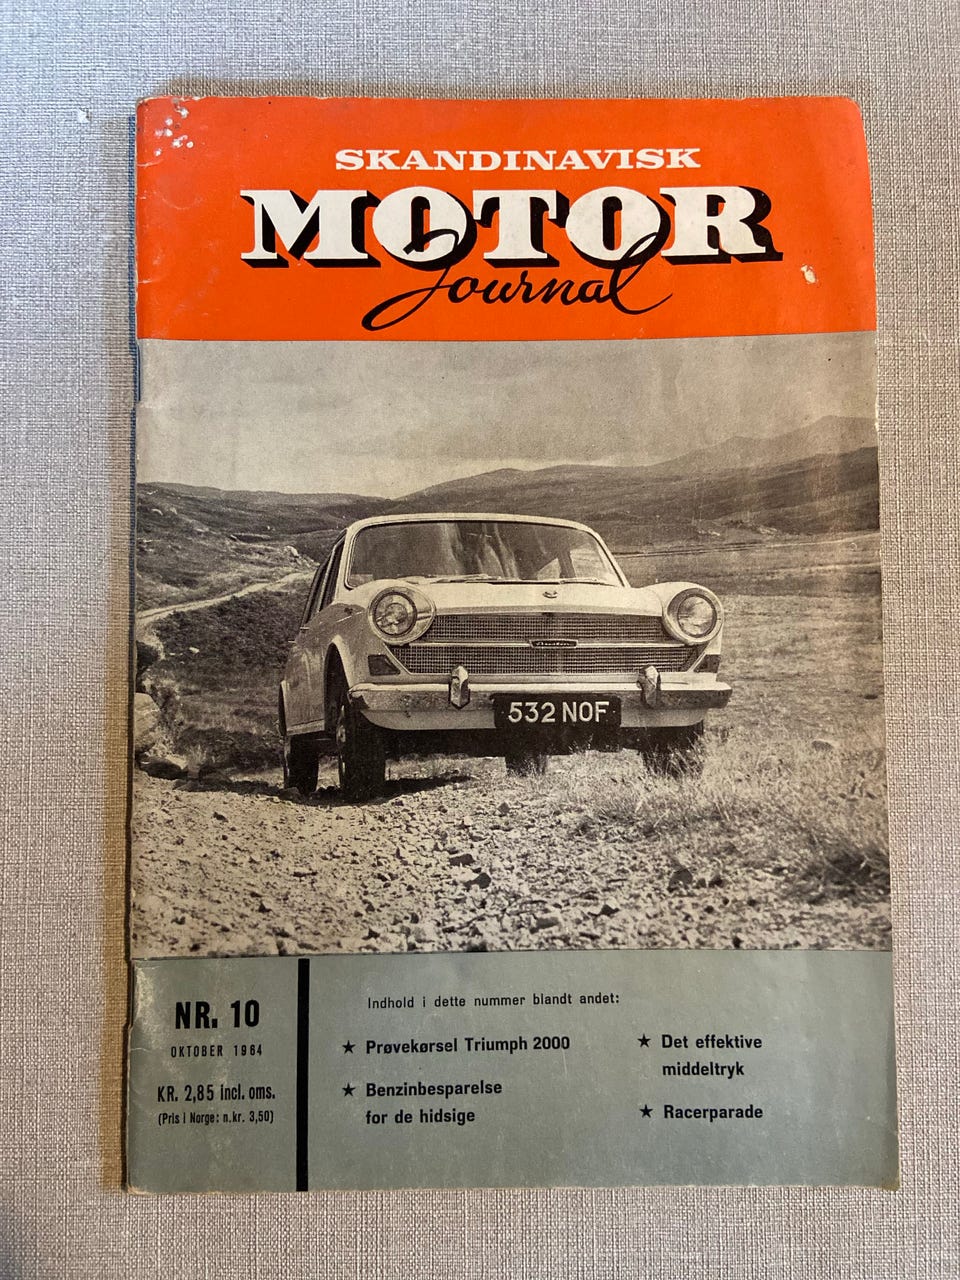 SKANDINAVISK
MOTOR
Journal
Austin
532 NOF
NR. 10
OKTOBER 1964
KR. 2,85 incl. oms.
(Pris i Norge: n.kr. 3,50)
Indhold i dette nummer blandt andet:
★ Prøvekørsel Triumph 2000
★ Benzinbesparelse
for de hidsige
★ Det effektive
middeltryk
★ Racerparade